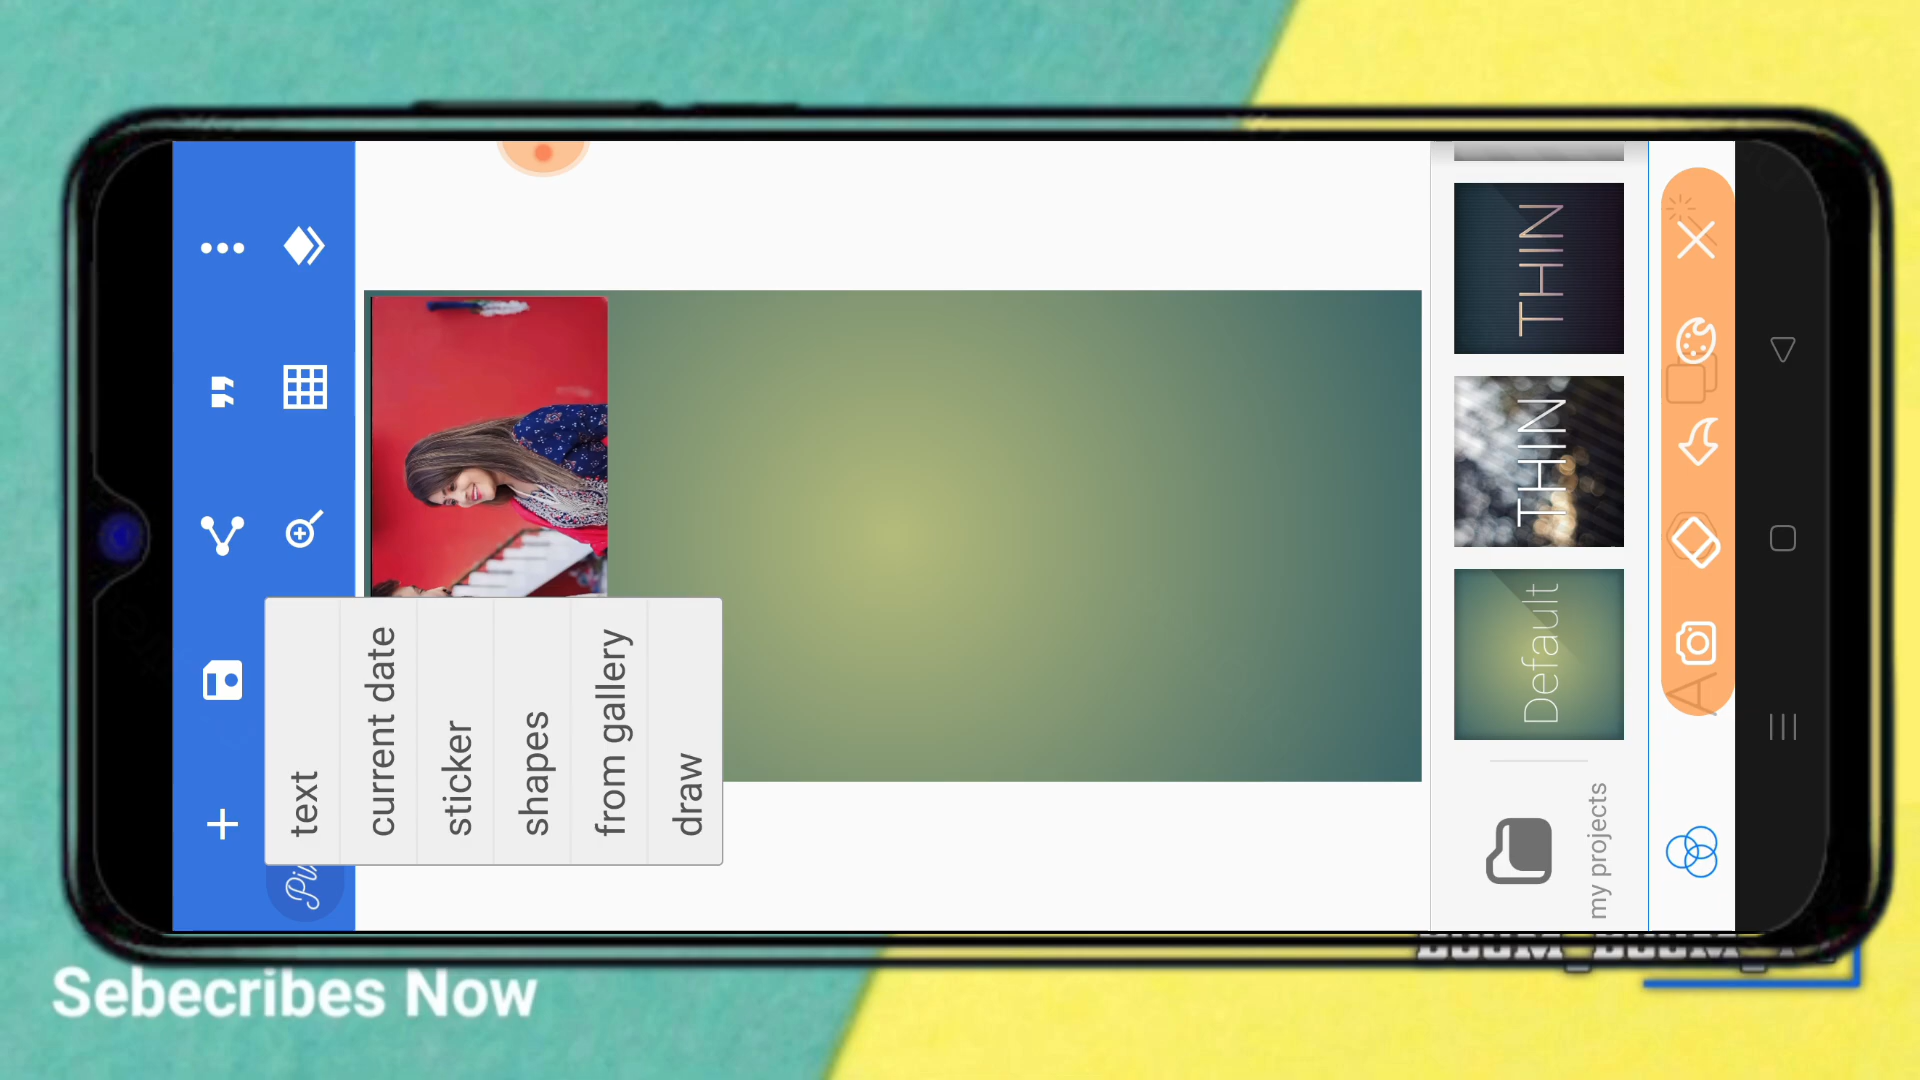 text
current date
sticker
shapes
from gallery
draw
THIN
THIN
Default
my projects
Sebecribes Now